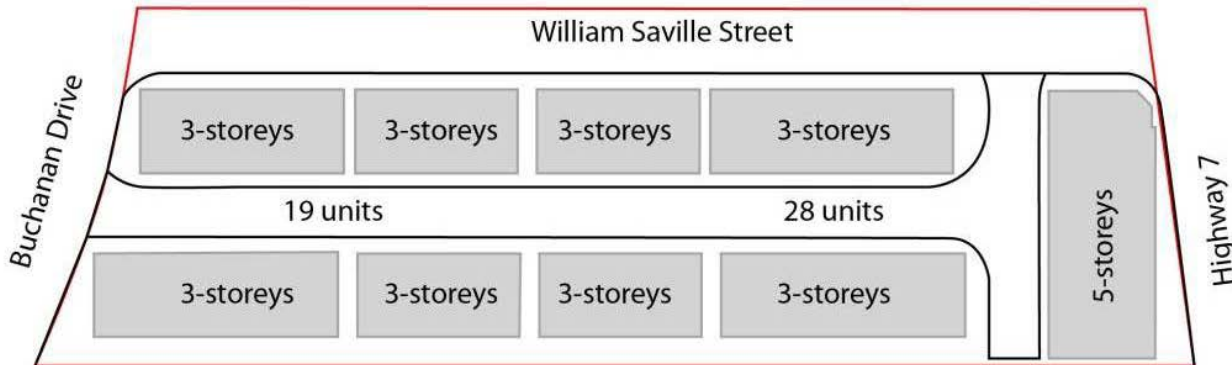 William Saville Street
Buchanan Drive
3-storeys
3-storeys
3-storeys
3-storeys
19 units
28 units
5-storeys
Highway 7
3-storeys
3-storeys
3-storeys
3-storeys